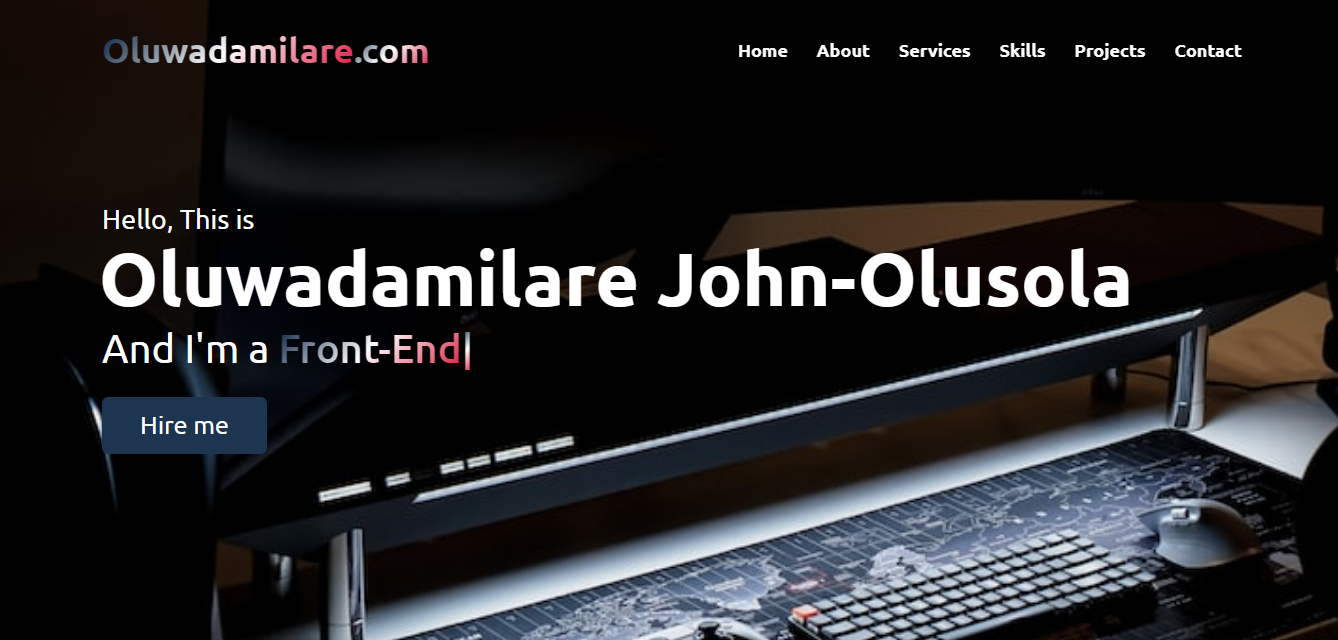 Oluwadamilare.com
Home About Services Skills Projects Contact
Hello, This is
Oluwadamilare John-Olusola
And I'm a Front-End|
Hire me